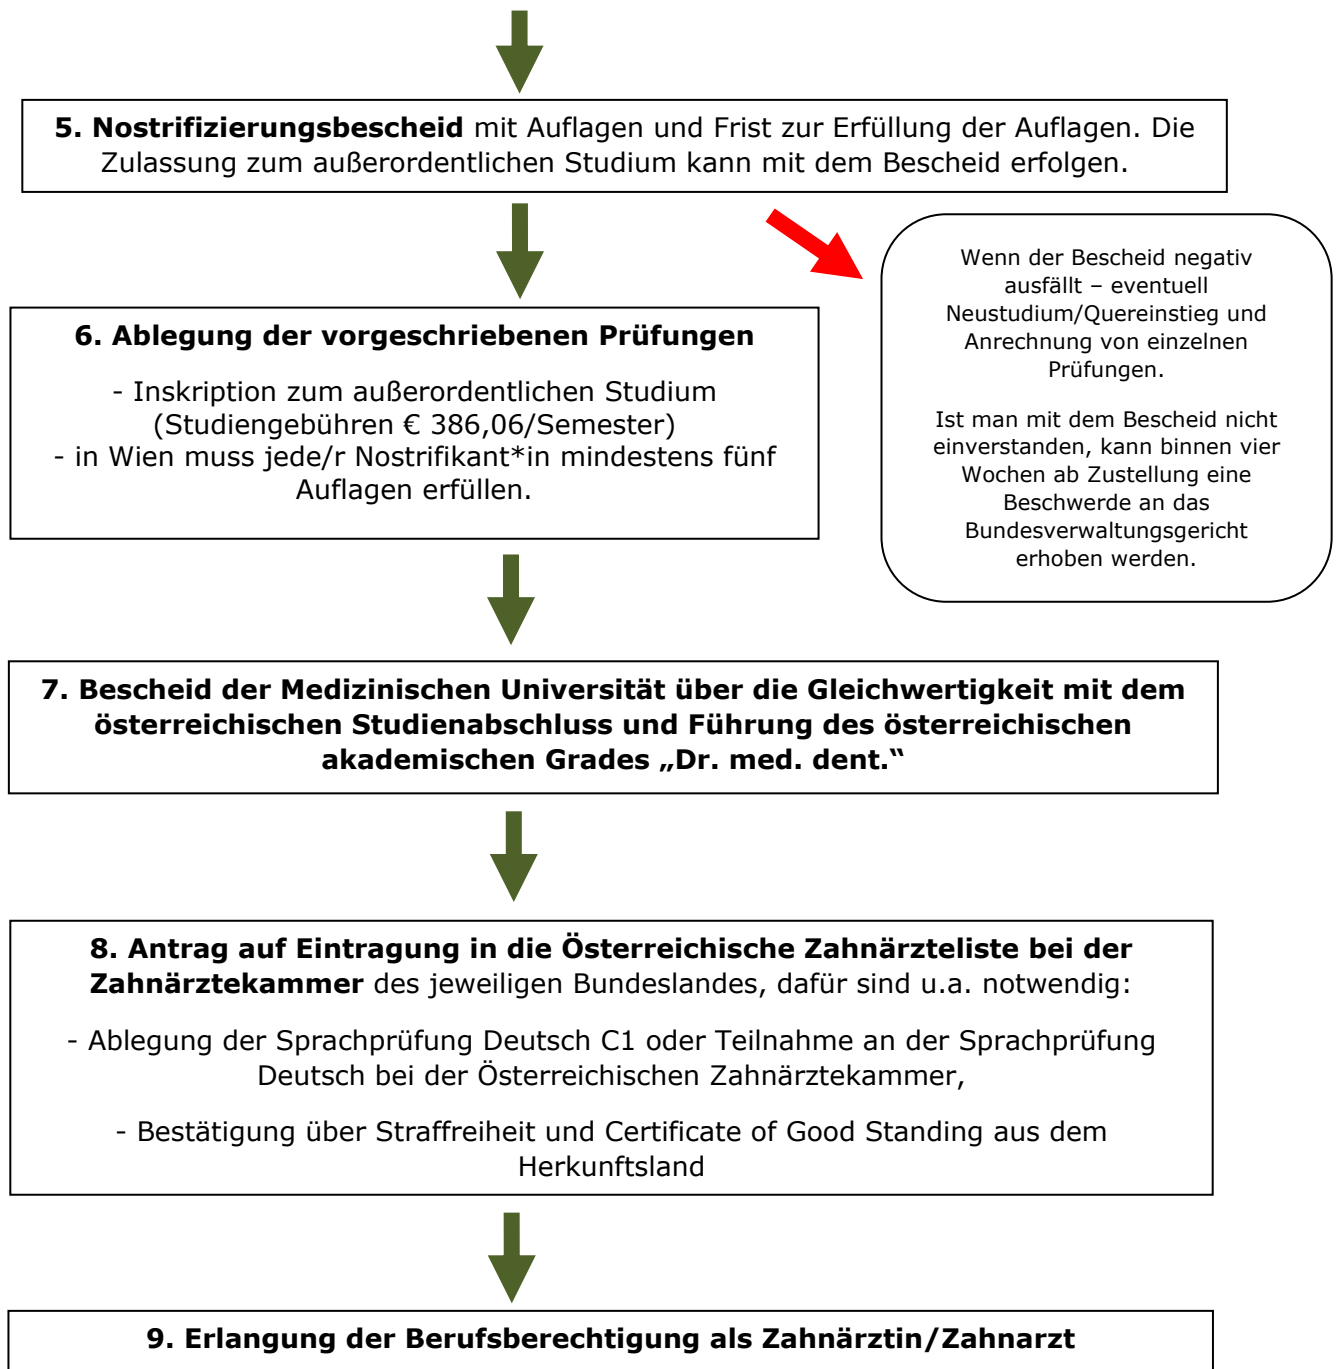 5. Nostrifizierungsbescheid mit Auflagen und Frist zur Erfüllung der Auflagen. Die
Zulassung zum außerordentlichen Studium kann mit dem Bescheid erfolgen.
Wenn der Bescheid negativ
ausfällt – eventuell
Neustudium/Quereinstieg und
Anrechnung von einzelnen
Prüfungen.
Ist man mit dem Bescheid nicht
einverstanden, kann binnen vier
Wochen ab Zustellung eine
Beschwerde an das
Bundesverwaltungsgericht
erhoben werden.
6. Ablegung der vorgeschriebenen Prüfungen
- Inskription zum außerordentlichen Studium
(Studiengebühren € 386,06/Semester)
- in Wien muss jede/r Nostrifikant*in mindestens fünf
Auflagen erfüllen.
7. Bescheid der Medizinischen Universität über die Gleichwertigkeit mit dem
österreichischen Studienabschluss und Führung des österreichischen
akademischen Grades „Dr. med. dent.“
8. Antrag auf Eintragung in die Österreichische Zahnärzteliste bei der
Zahnärztekammer des jeweiligen Bundeslandes, dafür sind u.a. notwendig:
- Ablegung der Sprachprüfung Deutsch C1 oder Teilnahme an der Sprachprüfung
Deutsch bei der Österreichischen Zahnärztekammer,
- Bestätigung über Straffreiheit und Certificate of Good Standing aus dem
Herkunftsland
9. Erlangung der Berufsberechtigung als Zahnärztin/Zahnarzt